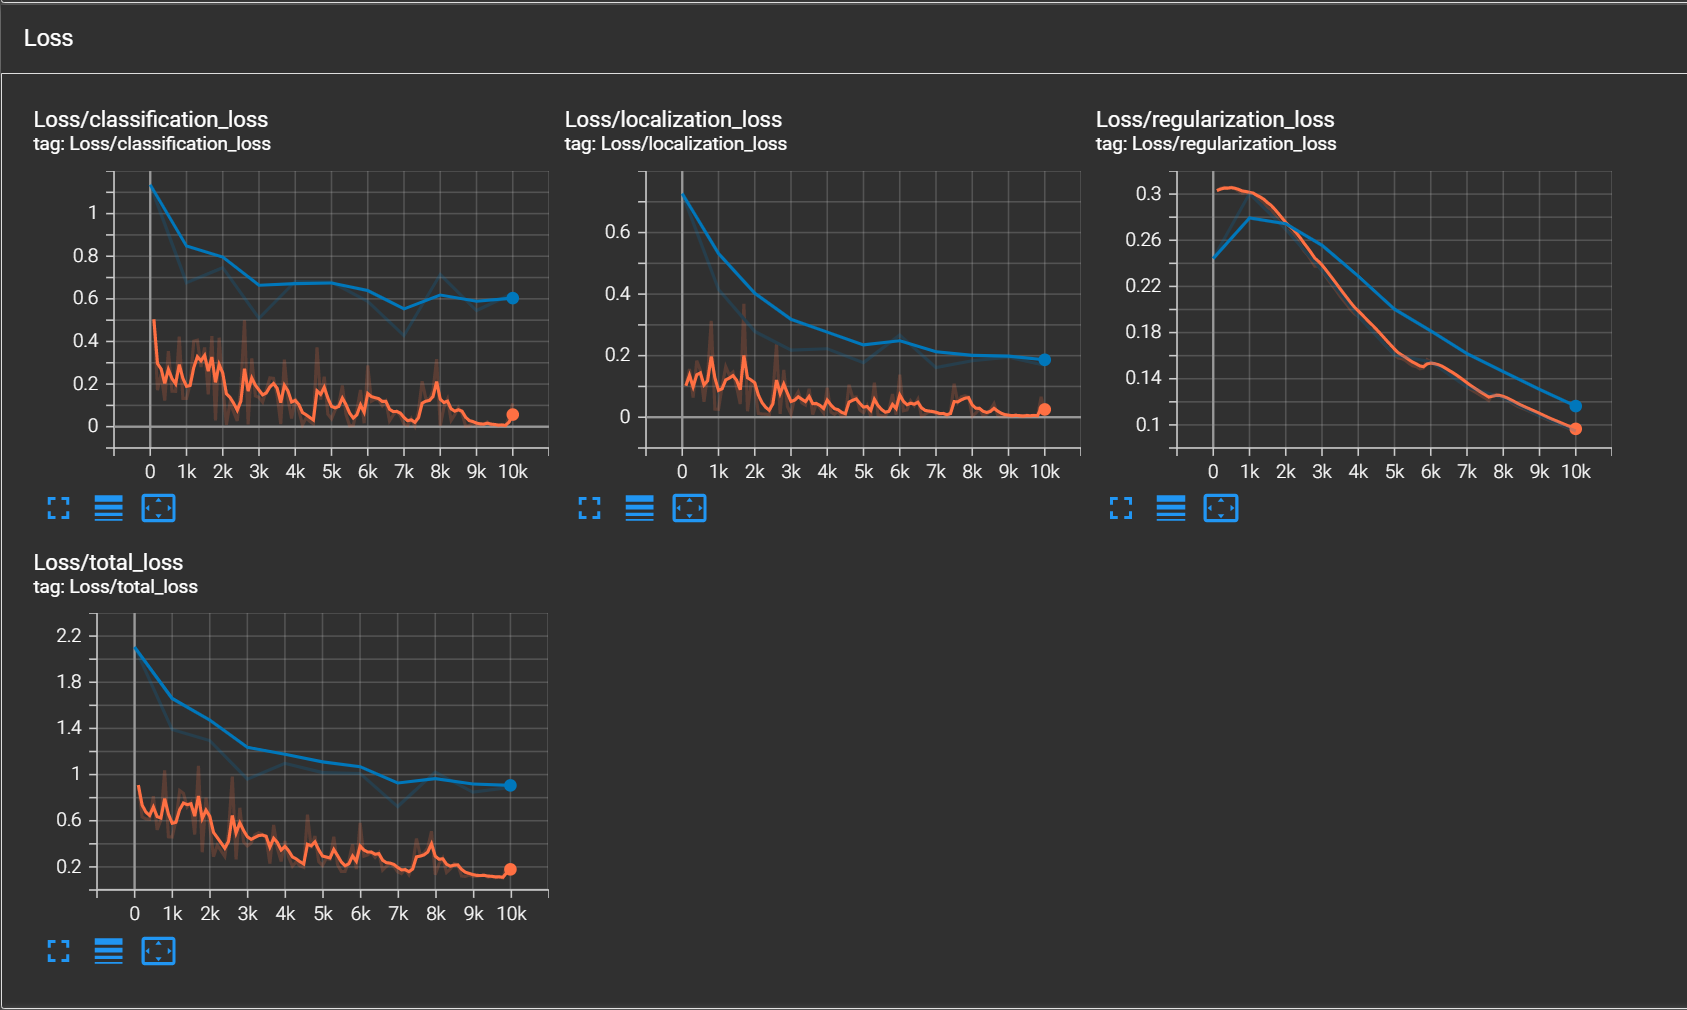 Loss
Loss/classification_loss
tag: Loss/classification_loss
1
0.8
0.6
0.4
0.2
0
0 1k 2k 3k 4k 5k 6k 7k 8k 9k 10k
Loss/localization_loss
tag: Loss/localization_loss
0.6
0.4
0.2
0
0 1k 2k 3k 4k 5k 6k 7k 8k 9k 10k
Loss/regularization_loss
tag: Loss/regularization_loss
0.3
0.26
0.22
0.18
0.14
0.1
0 1k 2k 3k 4k 5k 6k 7k 8k 9k 10k
Loss/total_loss
tag: Loss/total_loss
2.2
1.8
1.4
1
0.6
0.2
0 1k 2k 3k 4k 5k 6k 7k 8k 9k 10k